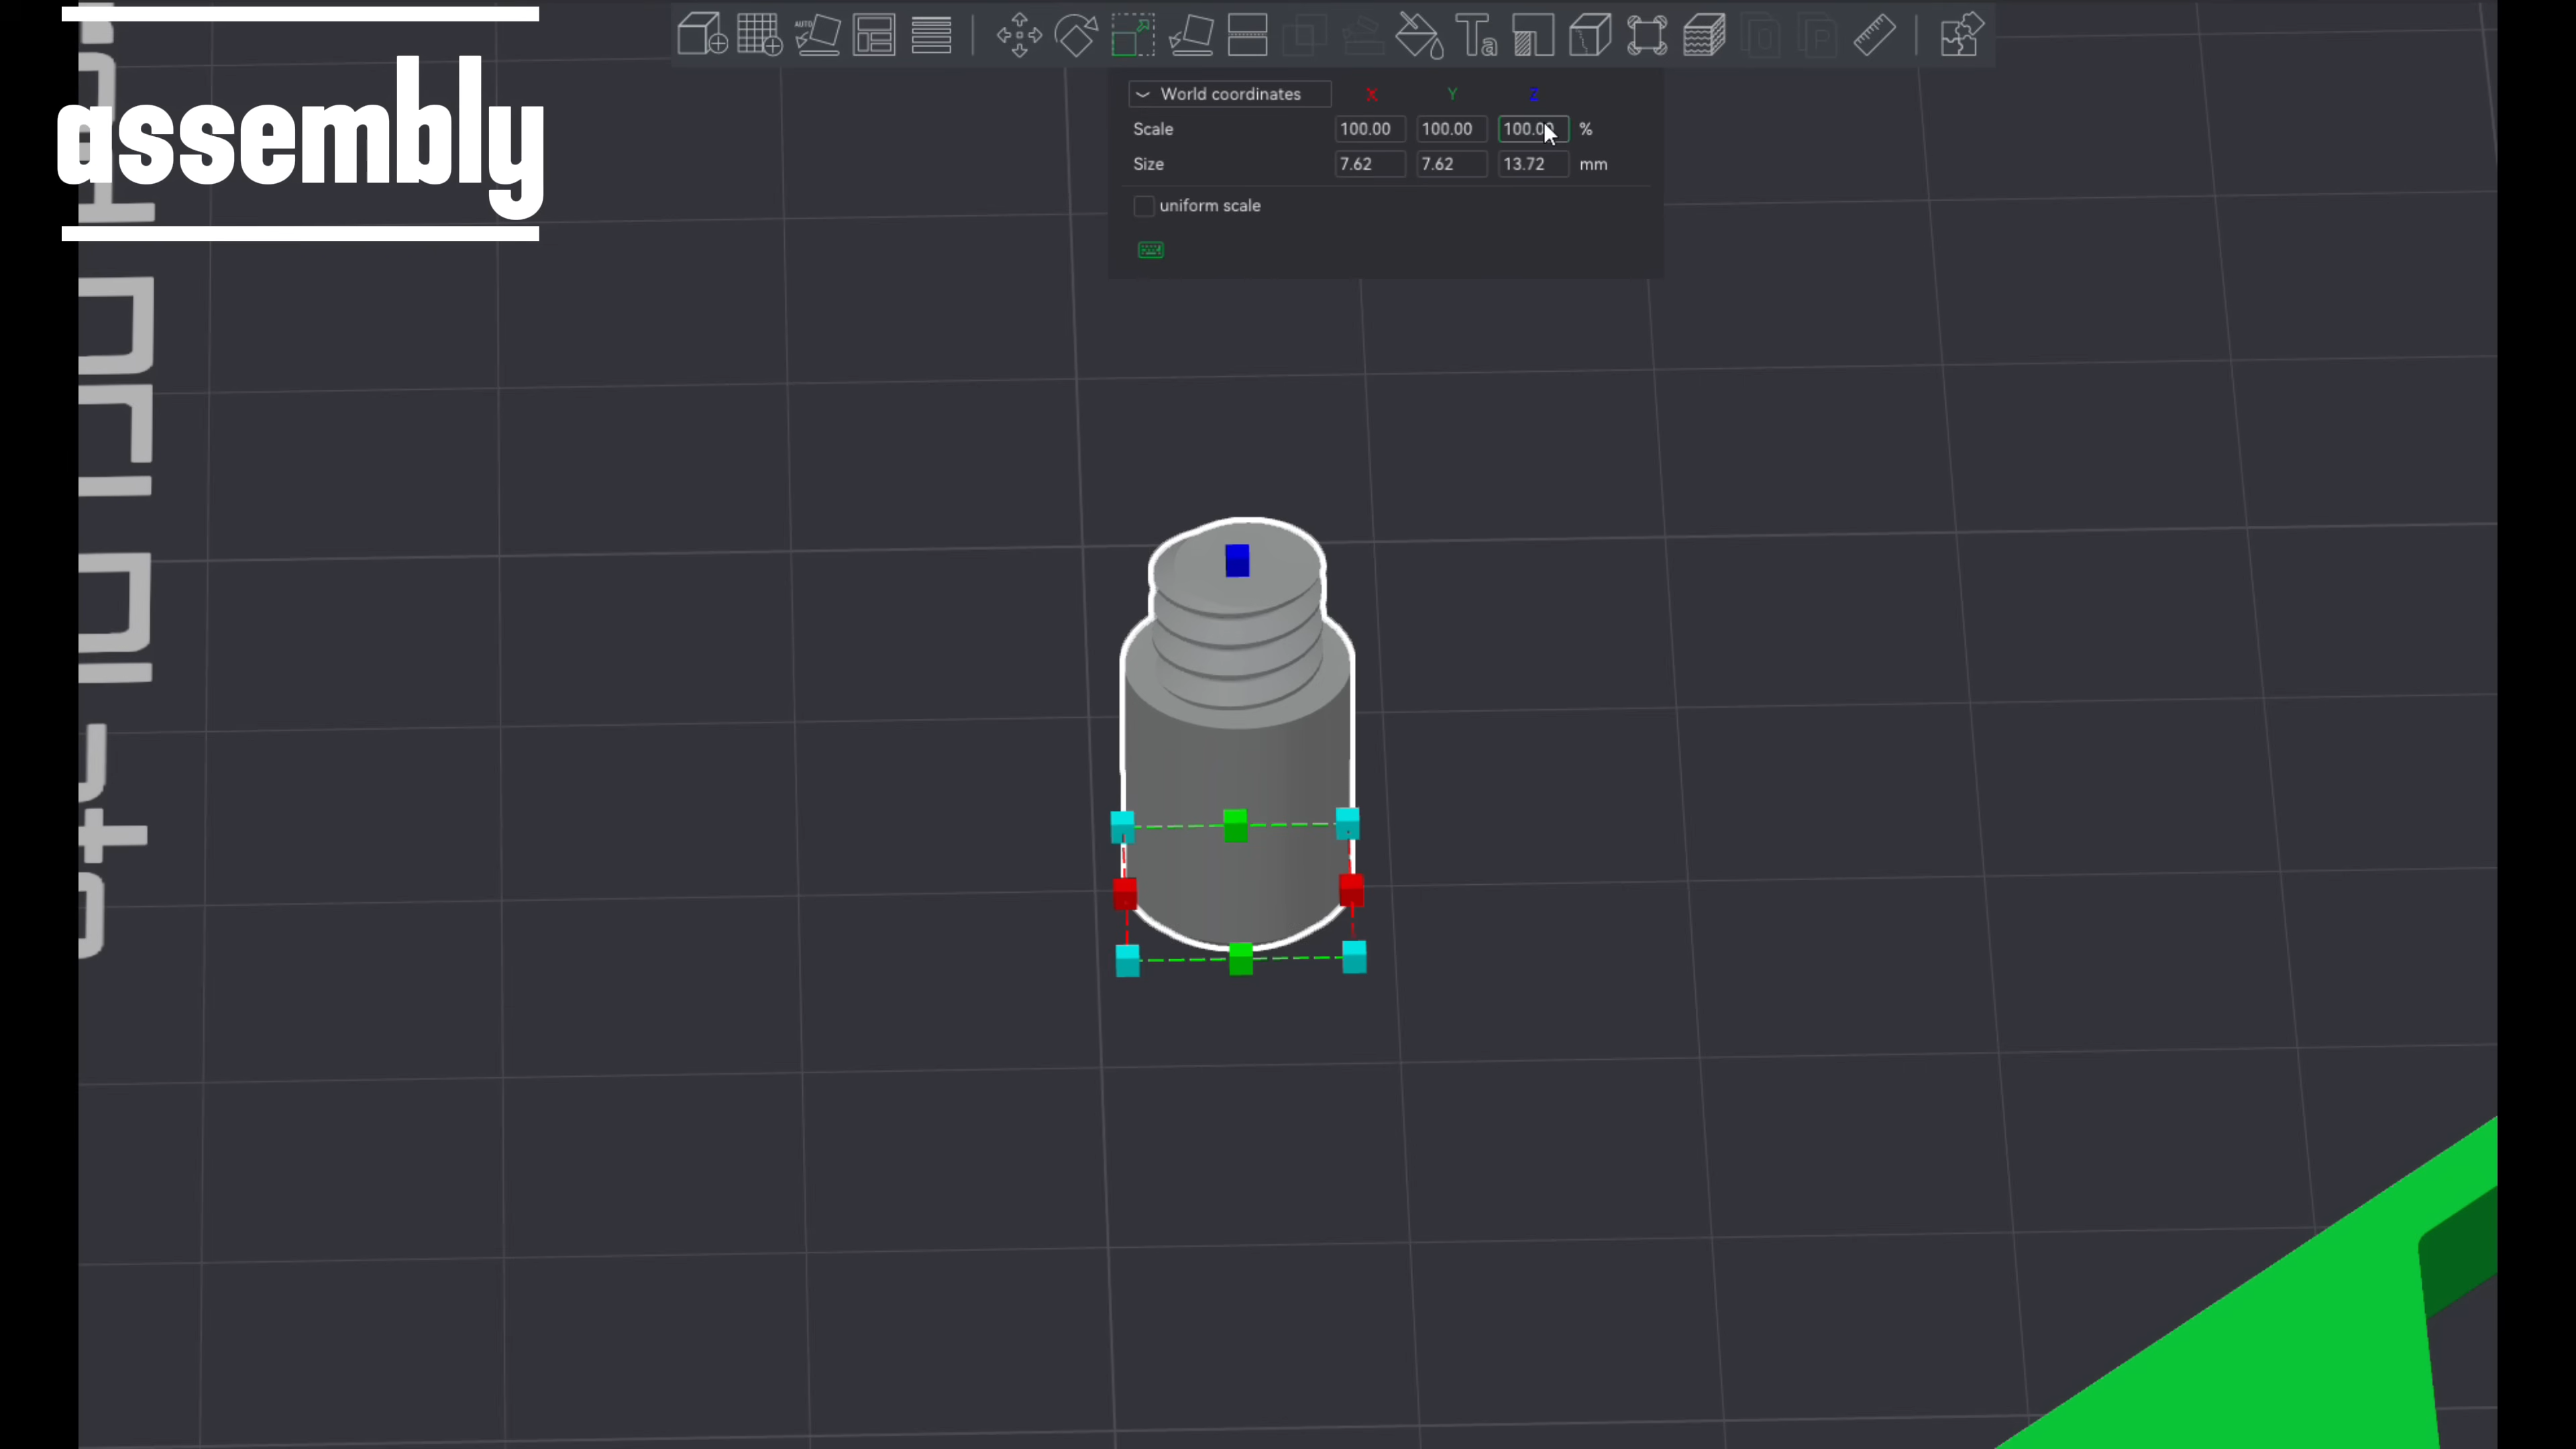 assembly
World coordinates X Y Z
Scale 100.00 100.00 100.00 %
Size 7.62 7.62 13.72 mm
uniform scale